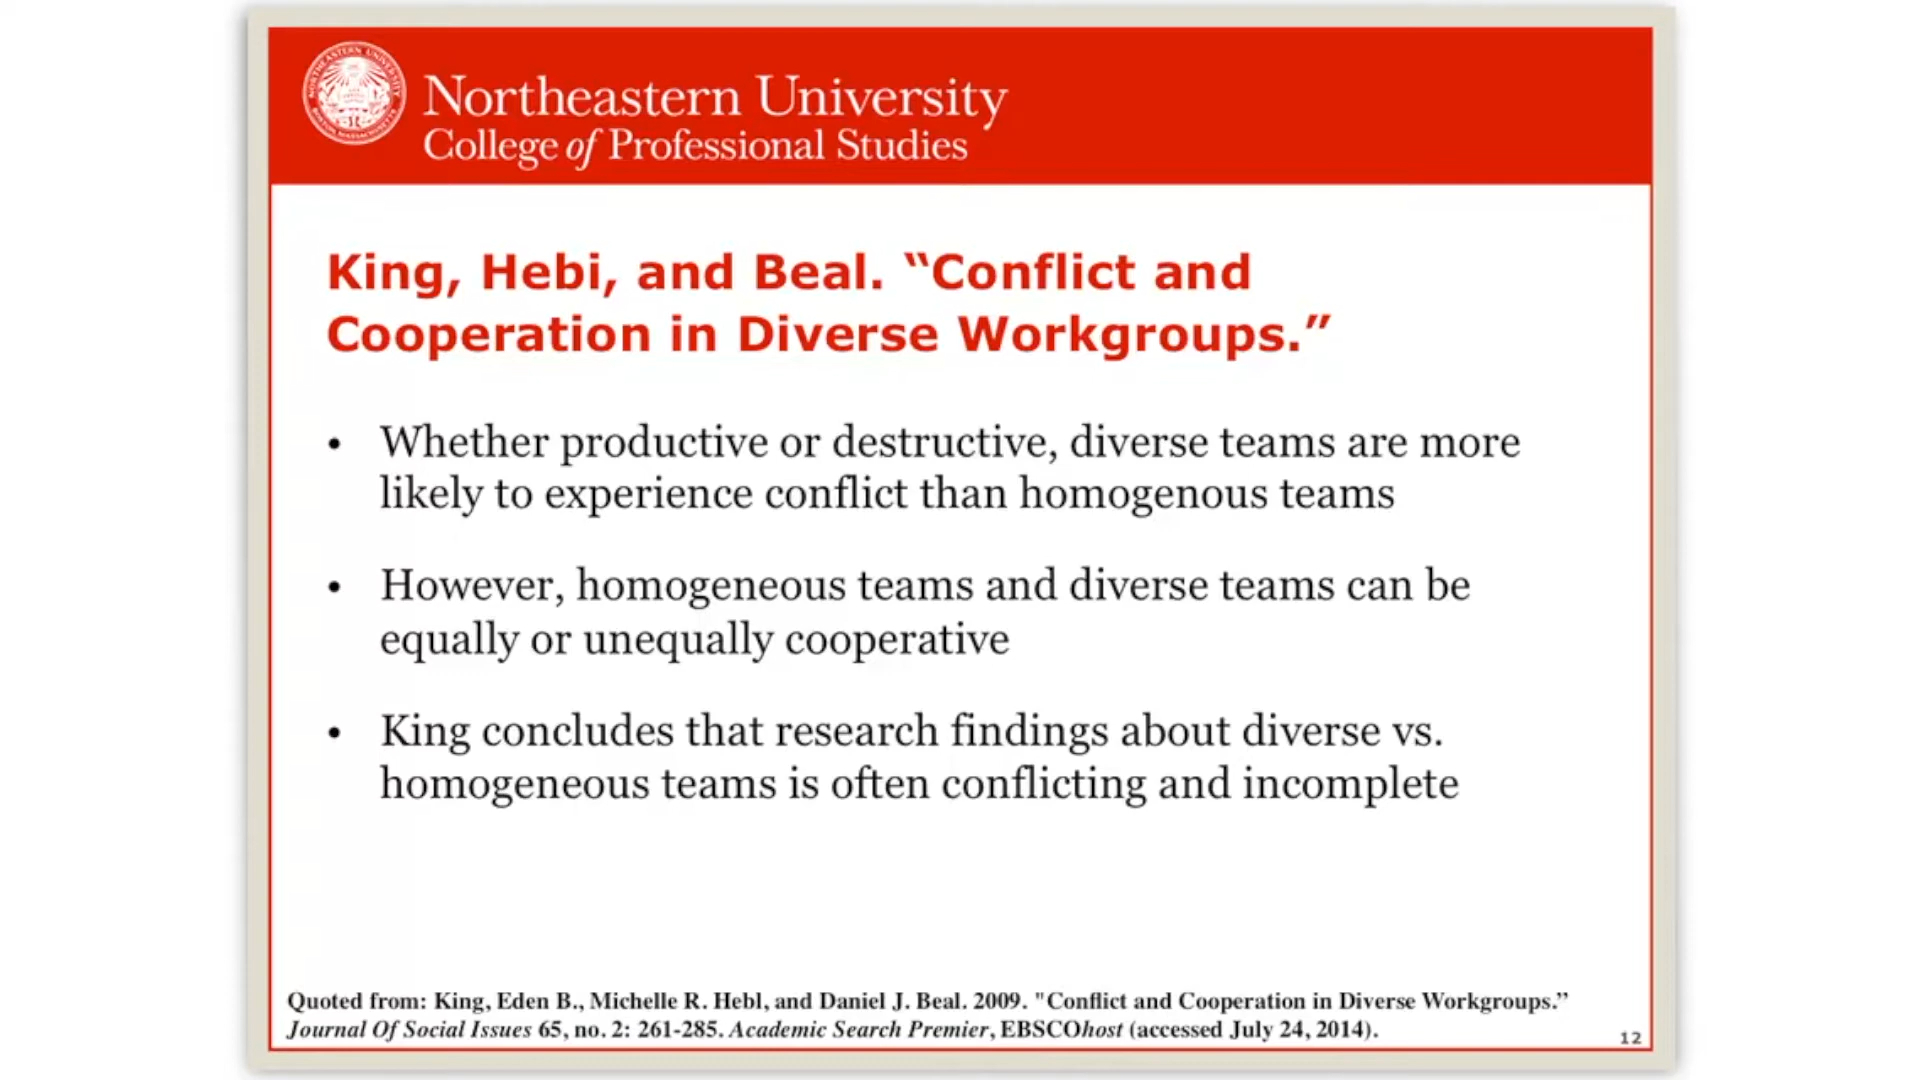 Northeastern University
College of Professional Studies
King, Hebi, and Beal. “Conflict and
Cooperation in Diverse Workgroups.”
• Whether productive or destructive, diverse teams are more
likely to experience conflict than homogenous teams
• However, homogeneous teams and diverse teams can be
equally or unequally cooperative
• King concludes that research findings about diverse vs.
homogeneous teams is often conflicting and incomplete
Quoted from: King, Eden B., Michelle R. Hebl, and Daniel J. Beal. 2009. "Conflict and Cooperation in Diverse Workgroups.”
Journal Of Social Issues 65, no. 2: 261-285. Academic Search Premier, EBSCOhost (accessed July 24, 2014).
12